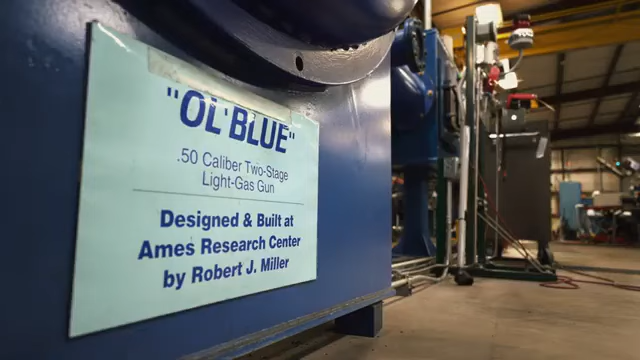 "OL' BLUE"
.50 Caliber Two-Stage
Light-Gas Gun
Designed & Built at
Ames Research Center
by Robert J. Miller